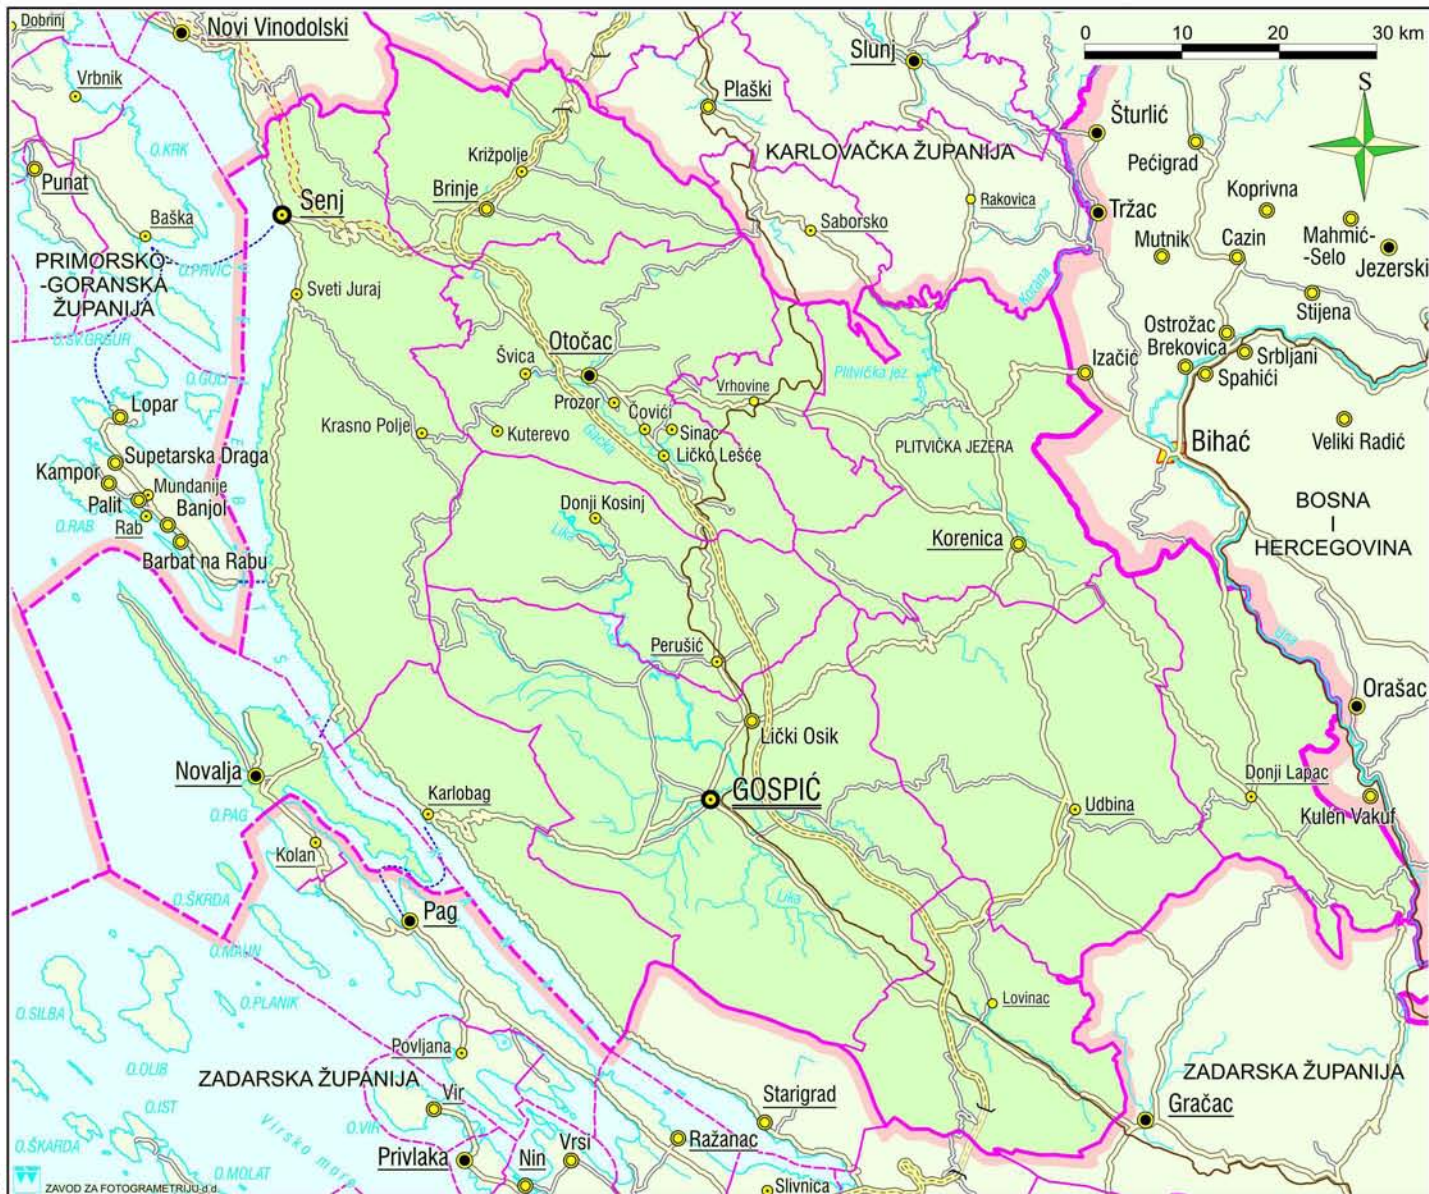 Dobrinj
Novi Vinodolski
Slunj
0 10 20 30 km
Vrbnik
Plaški
S
Šturlić
O.KRK
Križpolje
KARLOVAČKA ŽUPANIJA
Pećigrad
Punat
Brinje
Senj
Rakovica
Koprivna
Tržac
Baška
Saborsko
Mutnik
Cazin
Mahmić-
-Selo
Jezerski
PRIMORSKO-
-GORANSKA
ŽUPANIJA
O.PRVIĆ
Korana
Sveti Juraj
Stijena
O.SV.GRGUR
Otočac
Ostrožac
Brekovica
Srbljani
Švica
Izačić
Spahići
O.GOLI
Plitvička jez.
Vrhovine
Lopar
Prozor
Čovići
Krasno Polje
Kuterevo
Sinac
Gacka
Veliki Radić
PLITVIČKA JEZERA
Bihać
Ličko Lešće
Supetarska Draga
Kampor
Mundanije
Palit
Banjol
Rab
O.RAB
Donji Kosinj
Lika
BOSNA
I
HERCEGOVINA
Korenica
Barbat na Rabu
Una
Perušić
Orašac
Lički Osik
Novalja
Donji Lapac
Karlobag
GOSPIĆ
Udbina
Kulen Vakuf
O.PAG
Kolan
O.ŠKRDA
Lika
Pag
O.MAUN
O.PLANIK
Lovinac
O.SILBA
Povljana
O.OLIB
ZADARSKA ŽUPANIJA
ZADARSKA ŽUPANIJA
O.IST
Vir
Starigrad
Gračac
O.VIR
Virsko more
O.ŠKARDA
Ražanac
Privlaka
Nin
Vrsi
O.MOLAT
Slivnica
ZAVOD ZA FOTOGRAMETRIJU d.d.